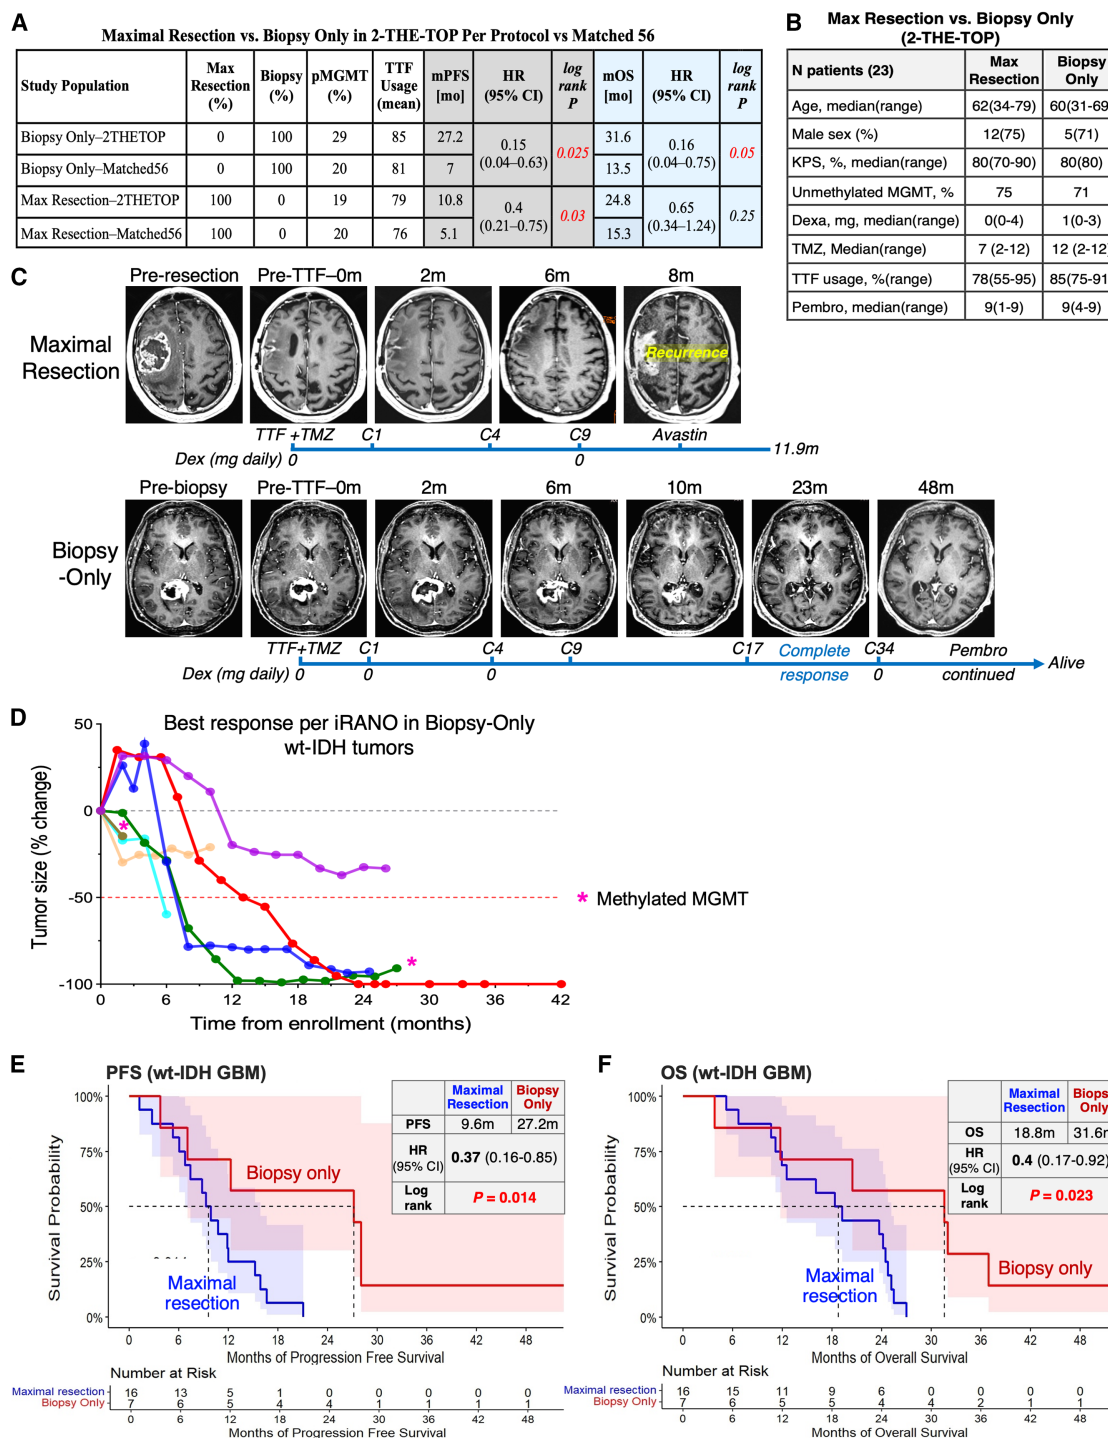 A
Maximal Resection vs. Biopsy Only in 2-THE-TOP Per Protocol vs Matched 56
Study Population Max Resection (%) Biopsy (%) pMGMT (%) TTF Usage (mean) mPFS [mo] HR (95% CI) log rank P mOS [mo] HR (95% CI) log rank P
Biopsy Only–2THETOP 0 100 29 85 27.2 0.15 (0.04–0.63) 0.025 31.6 0.16 (0.04–0.75) 0.05
Biopsy Only–Matched56 0 100 20 81 7 13.5
Max Resection–2THETOP 100 0 19 79 10.8 0.4 (0.21–0.75) 0.03 24.8 0.65 (0.34–1.24) 0.25
Max Resection–Matched56 100 0 20 76 5.1 15.3
B
Max Resection vs. Biopsy Only
(2-THE-TOP)
N patients (23) Max Resection Biopsy Only
Age, median(range) 62(34-79) 60(31-69
Male sex (%) 12(75) 5(71)
KPS, %, median(range) 80(70-90) 80(80)
Unmethylated MGMT, % 75 71
Dexa, mg, median(range) 0(0-4) 1(0-3)
TMZ, Median(range) 7 (2-12) 12 (2-12)
TTF usage, %(range) 78(55-95) 85(75-91
Pembro, median(range) 9(1-9) 9(4-9)
C
Pre-resection Pre-TTF–0m 2m 6m 8m
Maximal
Resection
Recurrence
TTF +TMZ C1 C4 C9 Avastin
11.9m
Dex (mg daily) 0 0
Pre-biopsy Pre-TTF–0m 2m 6m 10m 23m 48m
Biopsy
-Only
TTF+TMZ C1 C4 C9 C17 Complete C34 Pembro
Alive
Dex (mg daily) 0 0 0 response 0 continued
D
Best response per iRANO in Biopsy-Only
wt-IDH tumors
Tumor size (% change)
50
0
-50
-100
* * 
* Methylated MGMT
0 6 12 18 24 30 36 42
Time from enrollment (months)
E
PFS (wt-IDH GBM)
Maximal Resection Biopsy Only
PFS 9.6m 27.2m
HR (95% CI) 0.37 (0.16-0.85)
Log rank P = 0.014
Survival Probability
100%
75%
50%
25%
0%
Biopsy only
Maximal
resection
0 6 12 18 24 30 36 42 48
Months of Progression Free Survival
Number at Risk
Maximal resection 16 13 5 1 0 0 0 0 0
Biopsy Only 7 6 5 4 4 1 1 1 1
0 6 12 18 24 30 36 42 48
Months of Progression Free Survival
F
OS (wt-IDH GBM)
Maximal Resection Biops Only
OS 18.8m 31.6m
HR (95% CI) 0.4 (0.17-0.92)
Log rank P = 0.023
Survival Probability
100%
75%
50%
25%
0%
Biopsy only
Maximal
resection
0 6 12 18 24 30 36 42 48
Months of Overall Survival
Number at Risk
Maximal resection 16 15 11 9 6 0 0 0 0
Biopsy Only 7 6 5 5 4 4 2 1 1
0 6 12 18 24 30 36 42 48
Months of Overall Survival